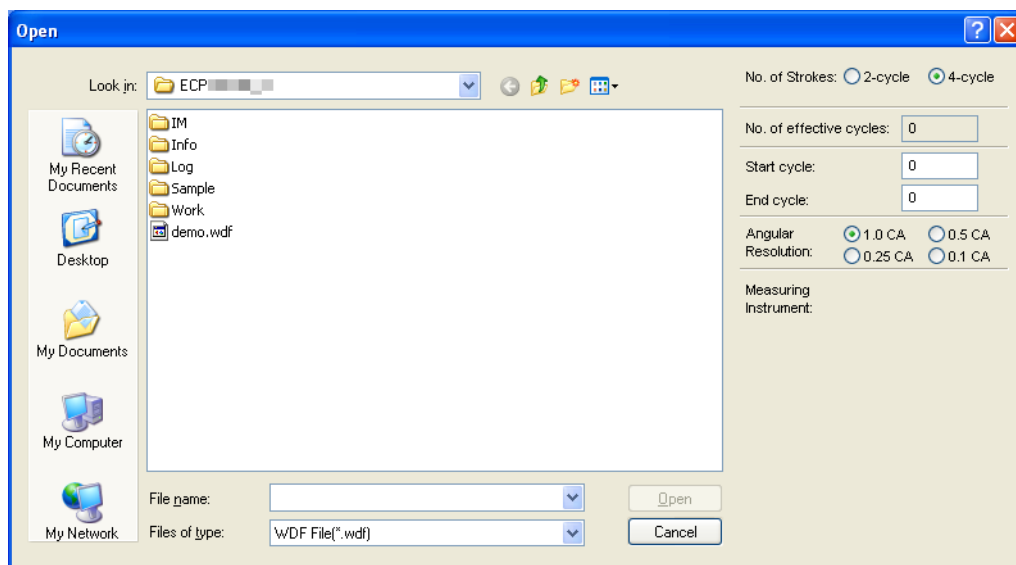 Open
Look in:
ECP
No. of Strokes: 2-cycle 4-cycle
My Recent
Documents
Desktop
My Documents
My Computer
My Network
IM
Info
Log
Sample
Work
demo.wdf
No. of effective cycles: 0
Start cycle: 0
End cycle: 0
Angular
Resolution:
1.0 CA 0.5 CA
0.25 CA 0.1 CA
Measuring
Instrument:
File name:
Open
Files of type: WDF File(*.wdf)
Cancel